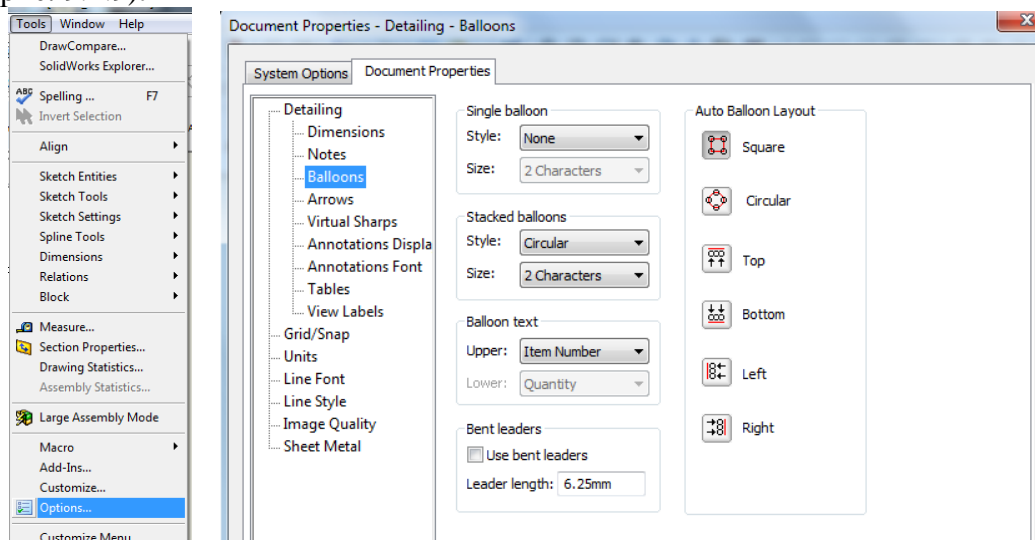 Tools Window Help
DrawCompare...
SolidWorks Explorer...
ABC Spelling ... F7
Invert Selection
Align
Sketch Entities
Sketch Tools
Sketch Settings
Spline Tools
Dimensions
Relations
Block
Measure...
Section Properties...
Drawing Statistics...
Assembly Statistics...
Large Assembly Mode
Macro
Add-Ins...
Customize...
Options...
Customize Menu
Document Properties - Detailing - Balloons
System Options Document Properties
Detailing
Dimensions
Notes
Balloons
Arrows
Virtual Sharps
Annotations Displa
Annotations Font
Tables
View Labels
Grid/Snap
Units
Line Font
Line Style
Image Quality
Sheet Metal
Single balloon
Style: None
Size: 2 Characters
Stacked balloons
Style: Circular
Size: 2 Characters
Balloon text
Upper: Item Number
Lower: Quantity
Bent leaders
Use bent leaders
Leader length: 6.25mm
Auto Balloon Layout
Square
Circular
Top
Bottom
Left
Right